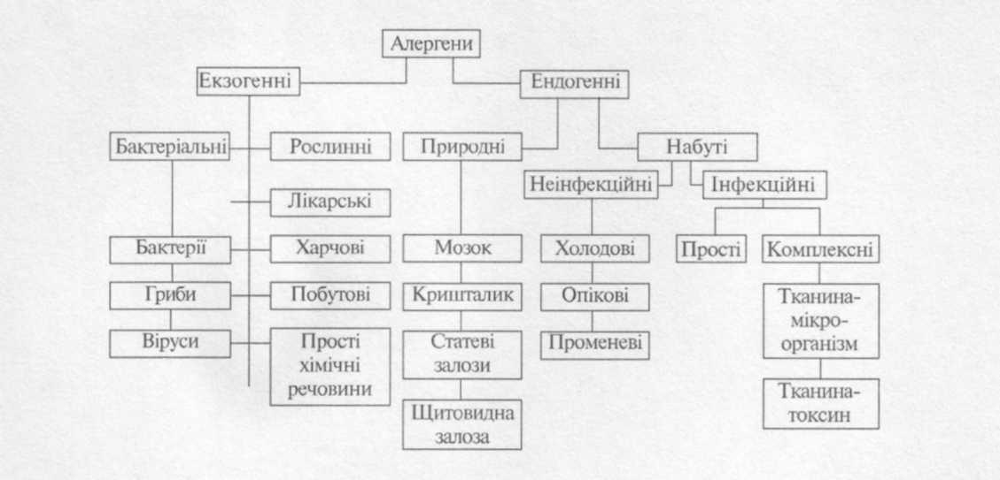 Алергени
Екзогенні
Ендогенні
Бактеріальні
Рослинні
Природні
Набуті
Неінфекційні
Інфекційні
Лікарські
Бактерії
Харчові
Мозок
Холодові
Прості
Комплексні
Гриби
Побутові
Кришталик
Опікові
Тканина-
мікро-
організм
Віруси
Прості
хімічні
речовини
Статеві
залози
Променеві
Тканина-
токсин
Щитовидна
залоза